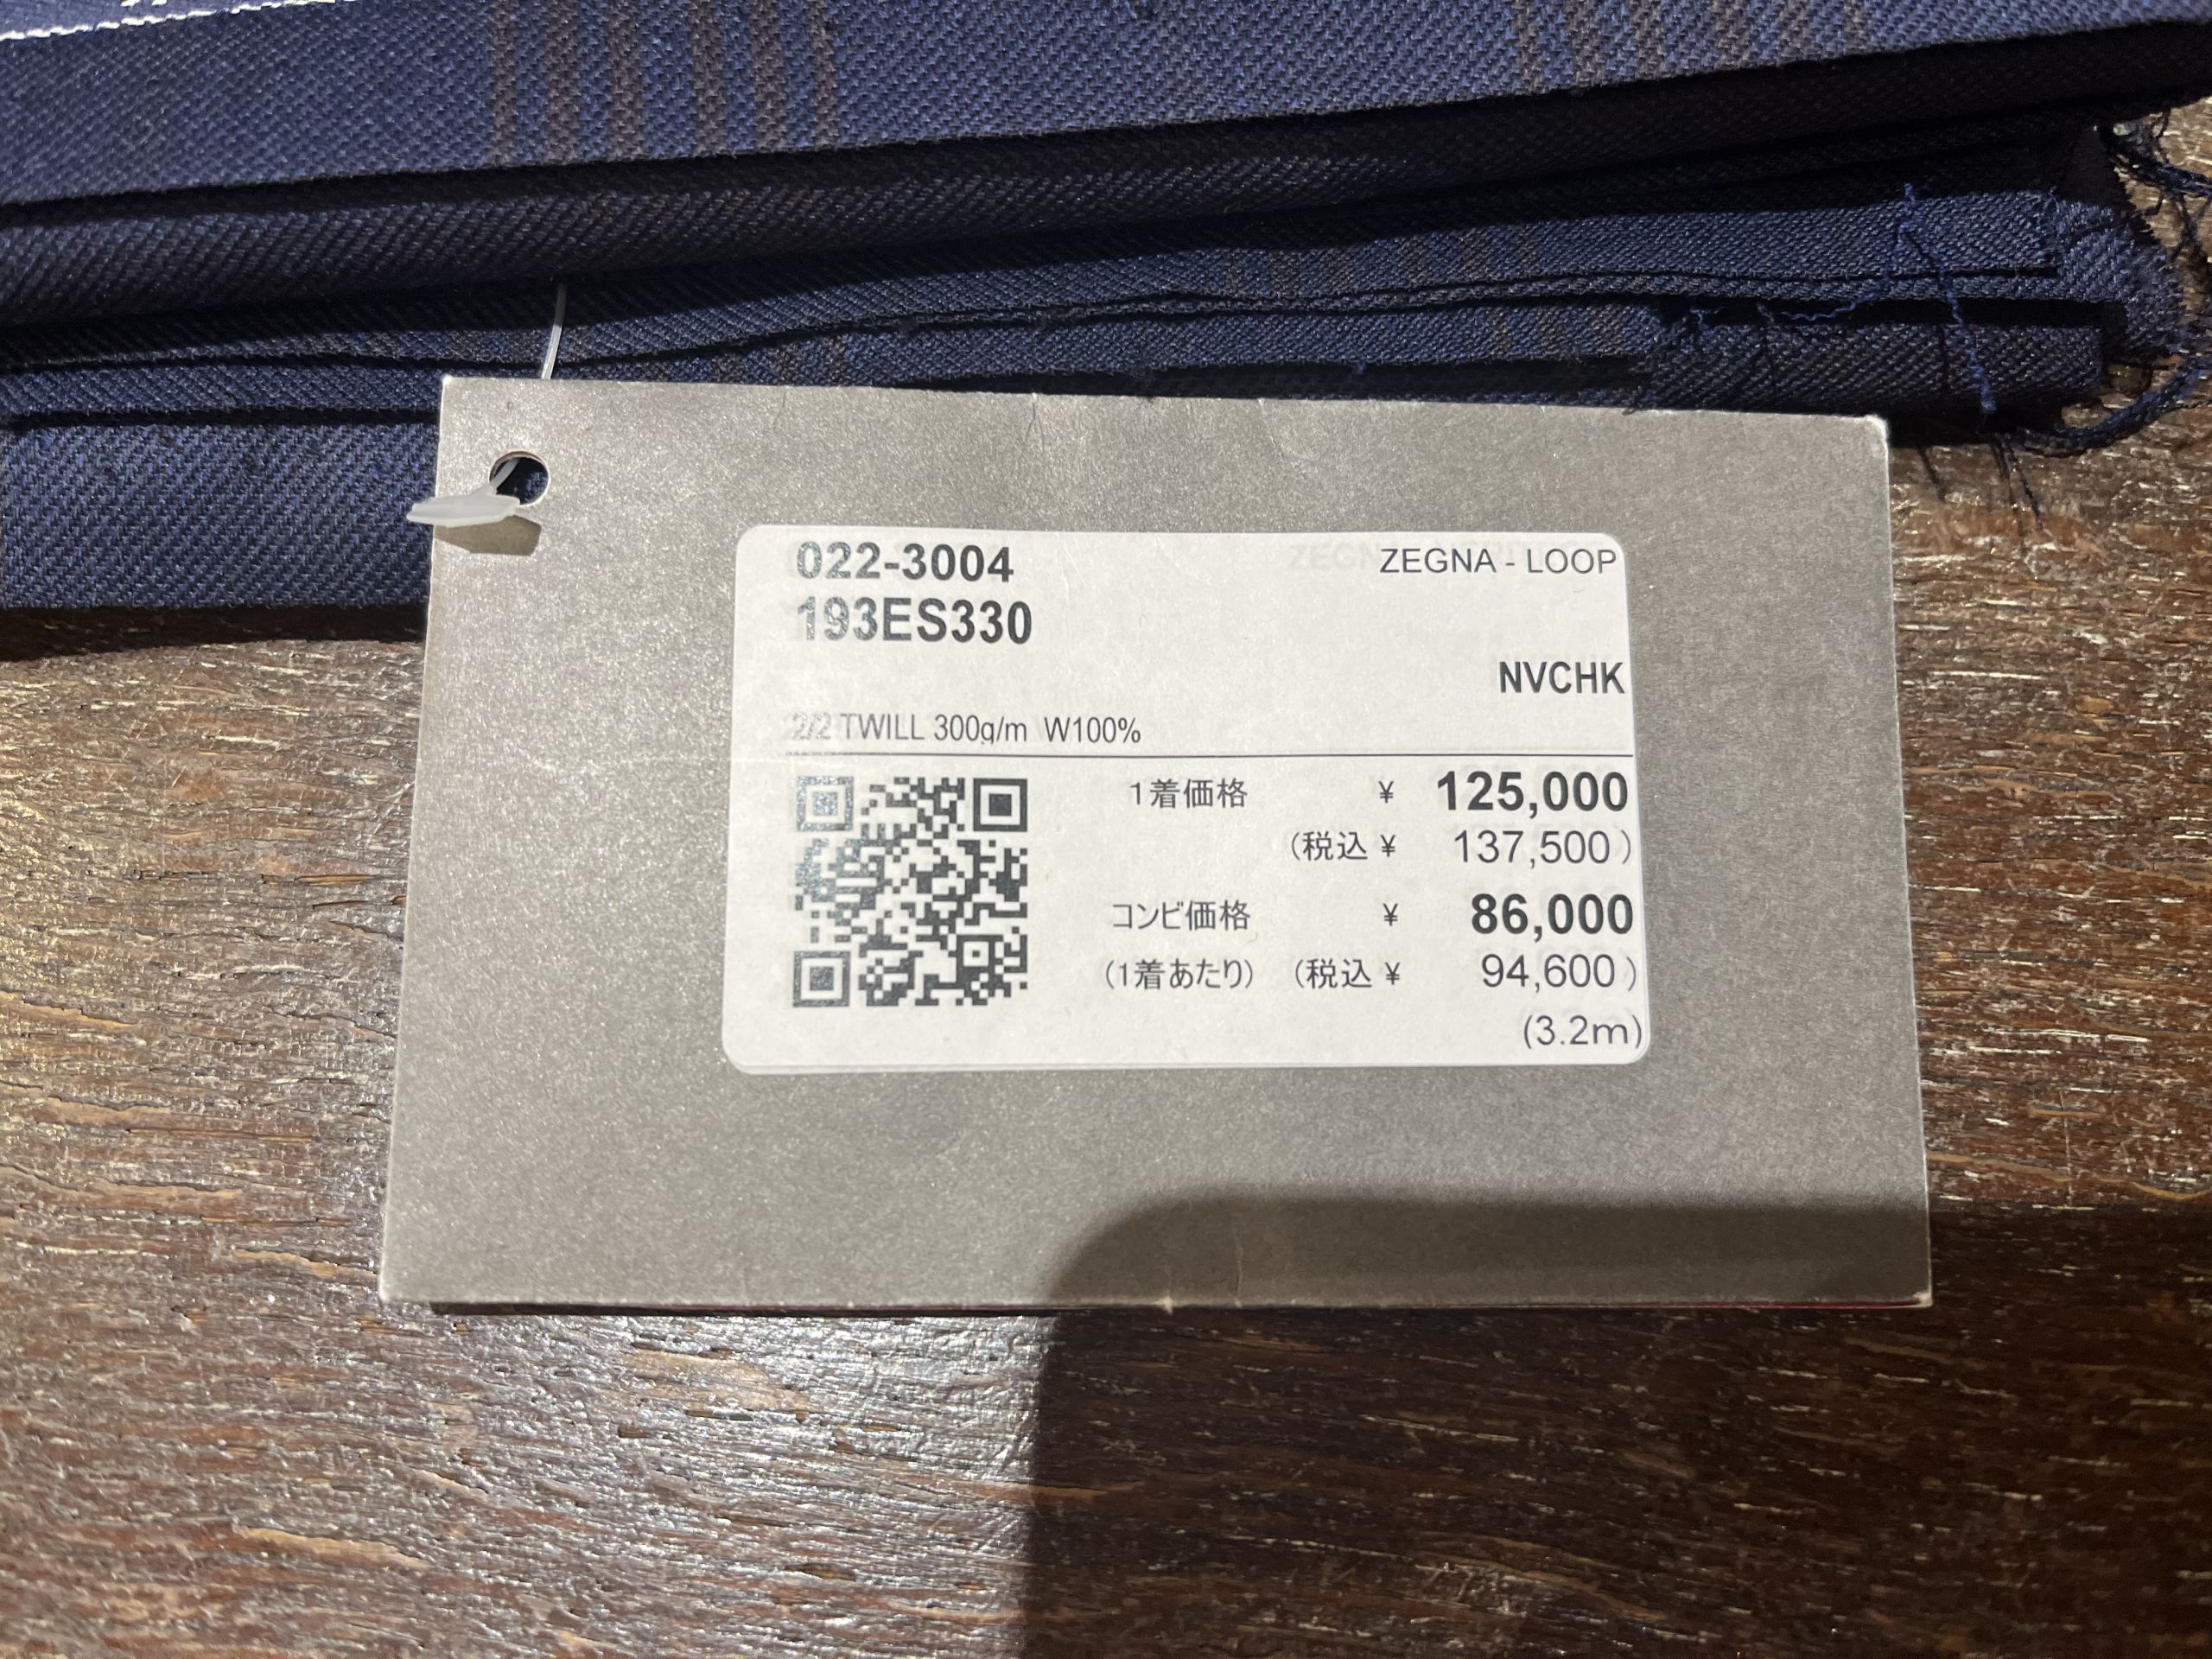 022-3004
ZEGNA - LOOP
193ES330
NVCHK
2/2 TWILL 300g/m W100%
1着価格 ¥ 125,000
(税込 ¥ 137,500)
コンビ価格 ¥ 86,000
(1着あたり) (税込 ¥ 94,600)
(3.2m)